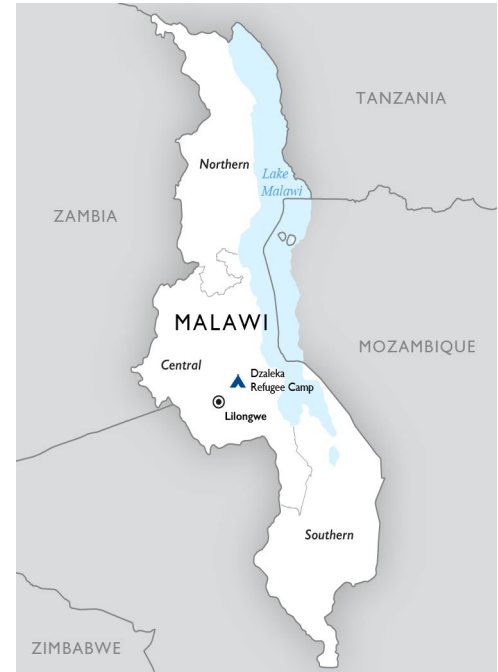 TANZANIA
Northern
Lake
Malawi
ZAMBIA
MALAWI
MOZAMBIQUE
Central
Dzaleka
Refugee Camp
Lilongwe
Southern
ZIMBABWE